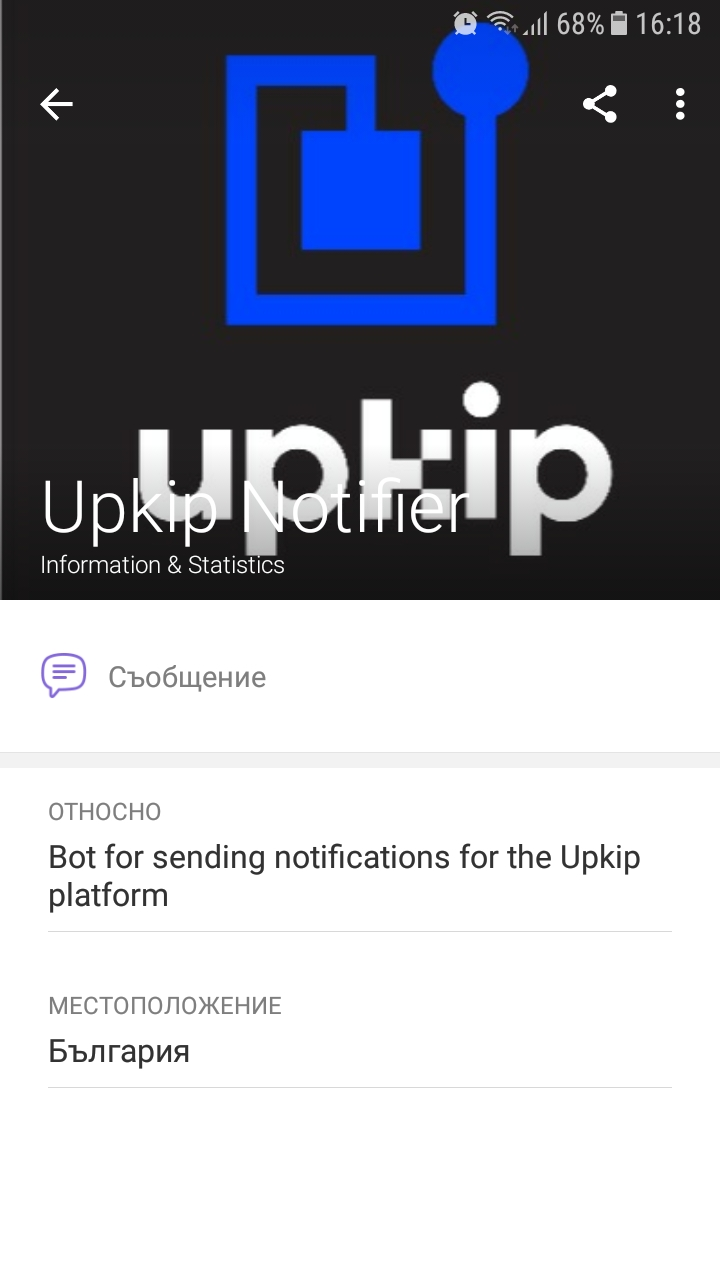 68% 16:18
upkip
Upkip Notifier
Information & Statistics
Съобщение
ОТНОСНО
Bot for sending notifications for the Upkip
platform
МЕСТОПОЛОЖЕНИЕ
България